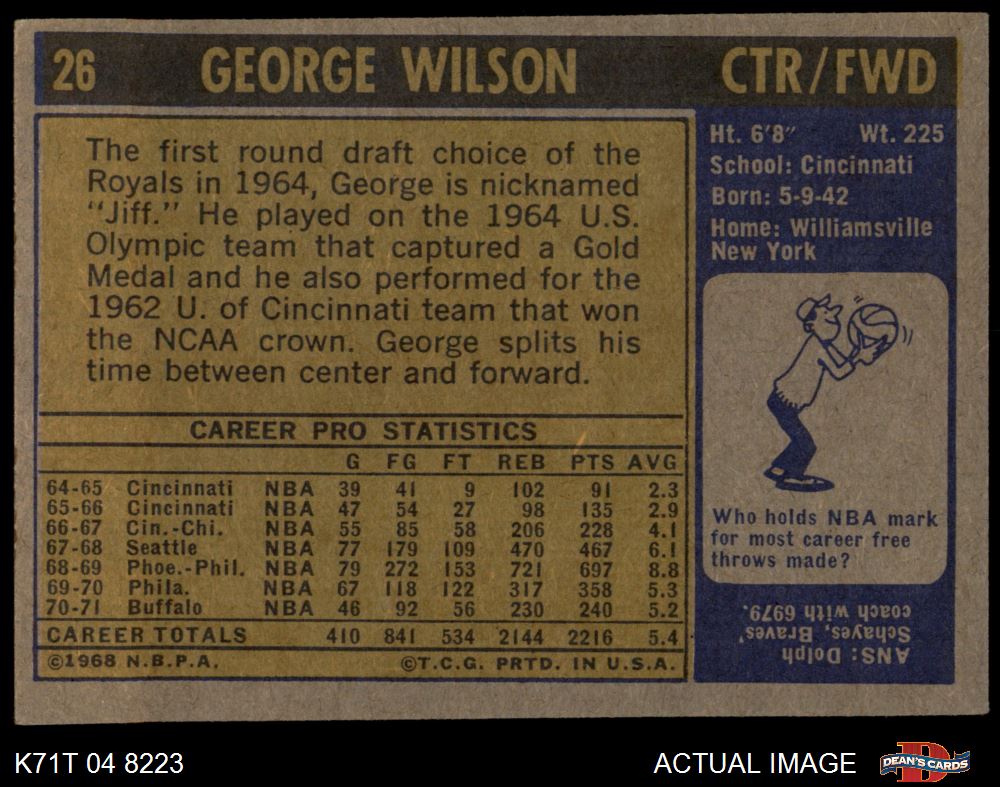 26 GEORGE WILSON CTR/FWD
The first round draft choice of the
Royals in 1964, George is nicknamed
"Jiff." He played on the 1964 U.S.
Olympic team that captured a Gold
Medal and he also performed for the
1962 U. of Cincinnati team that won
the NCAA crown. George splits his
time between center and forward.
CAREER PRO STATISTICS
G FG FT REB PTS AVG
64-65 Cincinnati NBA 39 41 9 102 91 2.3
65-66 Cincinnati NBA 47 54 27 98 135 2.9
66-67 Cin.-Chi. NBA 55 85 58 206 228 4.1
67-68 Seattle NBA 77 179 109 470 467 6.1
68-69 Phoe.-Phil. NBA 79 272 153 721 697 8.8
69-70 Phila. NBA 67 118 122 317 358 5.3
70-71 Buffalo NBA 46 92 56 230 240 5.2
CAREER TOTALS 410 841 534 2144 2216 5.4
©1968 N.B.P.A. ©T.C.G. PRTD. IN U.S.A.
Ht. 6'8" Wt. 225
School: Cincinnati
Born: 5-9-42
Home: Williamsville
New York
Who holds NBA mark
for most career free
throws made?
ANS: Dolph
Schayes, Braves'
coach with 6979.
K71T 04 8223 ACTUAL IMAGE D DEAN'S CARDS